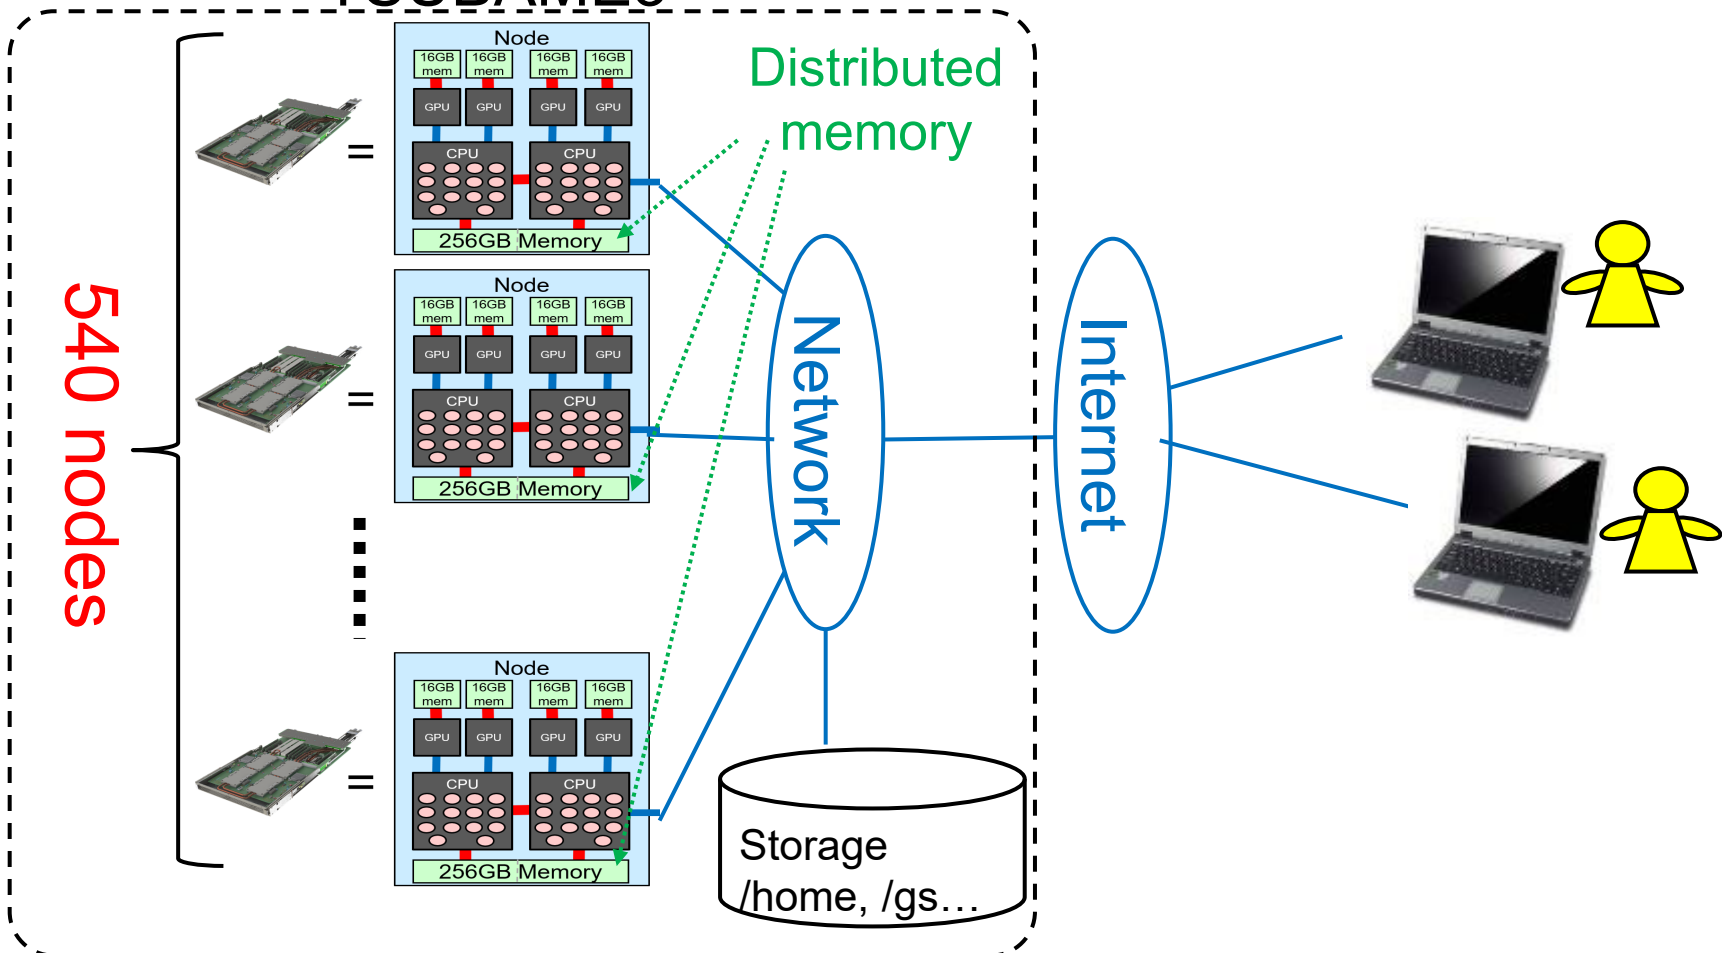 Node
16GB 16GB 16GB 16GB
mem mem mem mem
GPU GPU GPU GPU
CPU CPU
256GB Memory
Distributed
memory
Node
16GB 16GB 16GB 16GB
mem mem mem mem
GPU GPU GPU GPU
CPU CPU
256GB Memory
540 nodes
=
=
=
Network
Internet
Node
16GB 16GB 16GB 16GB
mem mem mem mem
GPU GPU GPU GPU
CPU CPU
256GB Memory
Storage
/home, /gs…